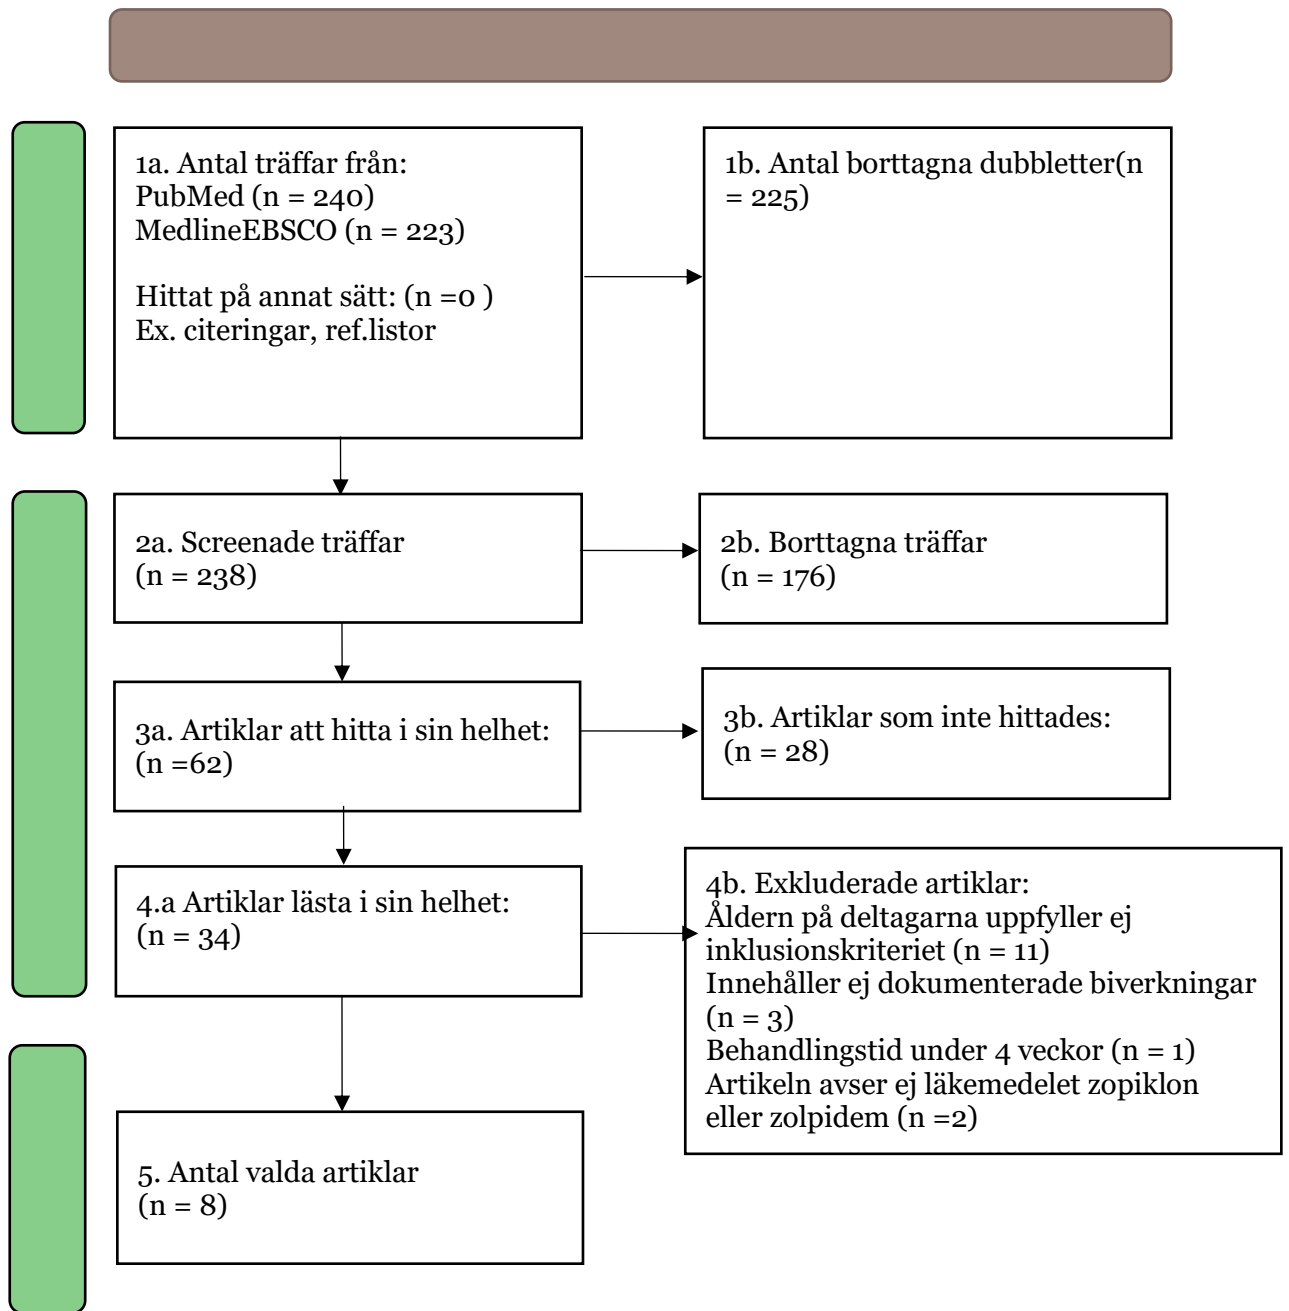 1a. Antal träffar från:
PubMed (n = 240)
MedlineEBSCO (n = 223)
Hittat på annat sätt: (n =0 )
Ex. citeringar, ref.listor
1b. Antal borttagna dubbletter(n
= 225)
2a. Screenade träffar
(n = 238)
2b. Borttagna träffar
(n = 176)
3a. Artiklar att hitta i sin helhet:
(n =62)
3b. Artiklar som inte hittades:
(n = 28)
4.a Artiklar lästa i sin helhet:
(n = 34)
4b. Exkluderade artiklar:
Åldern på deltagarna uppfyller ej
inklusionskriteriet (n = 11)
Innehåller ej dokumenterade biverkningar
(n = 3)
Behandlingstid under 4 veckor (n = 1)
Artikeln avser ej läkemedelet zopiklon
eller zolpidem (n =2)
5. Antal valda artiklar
(n = 8)